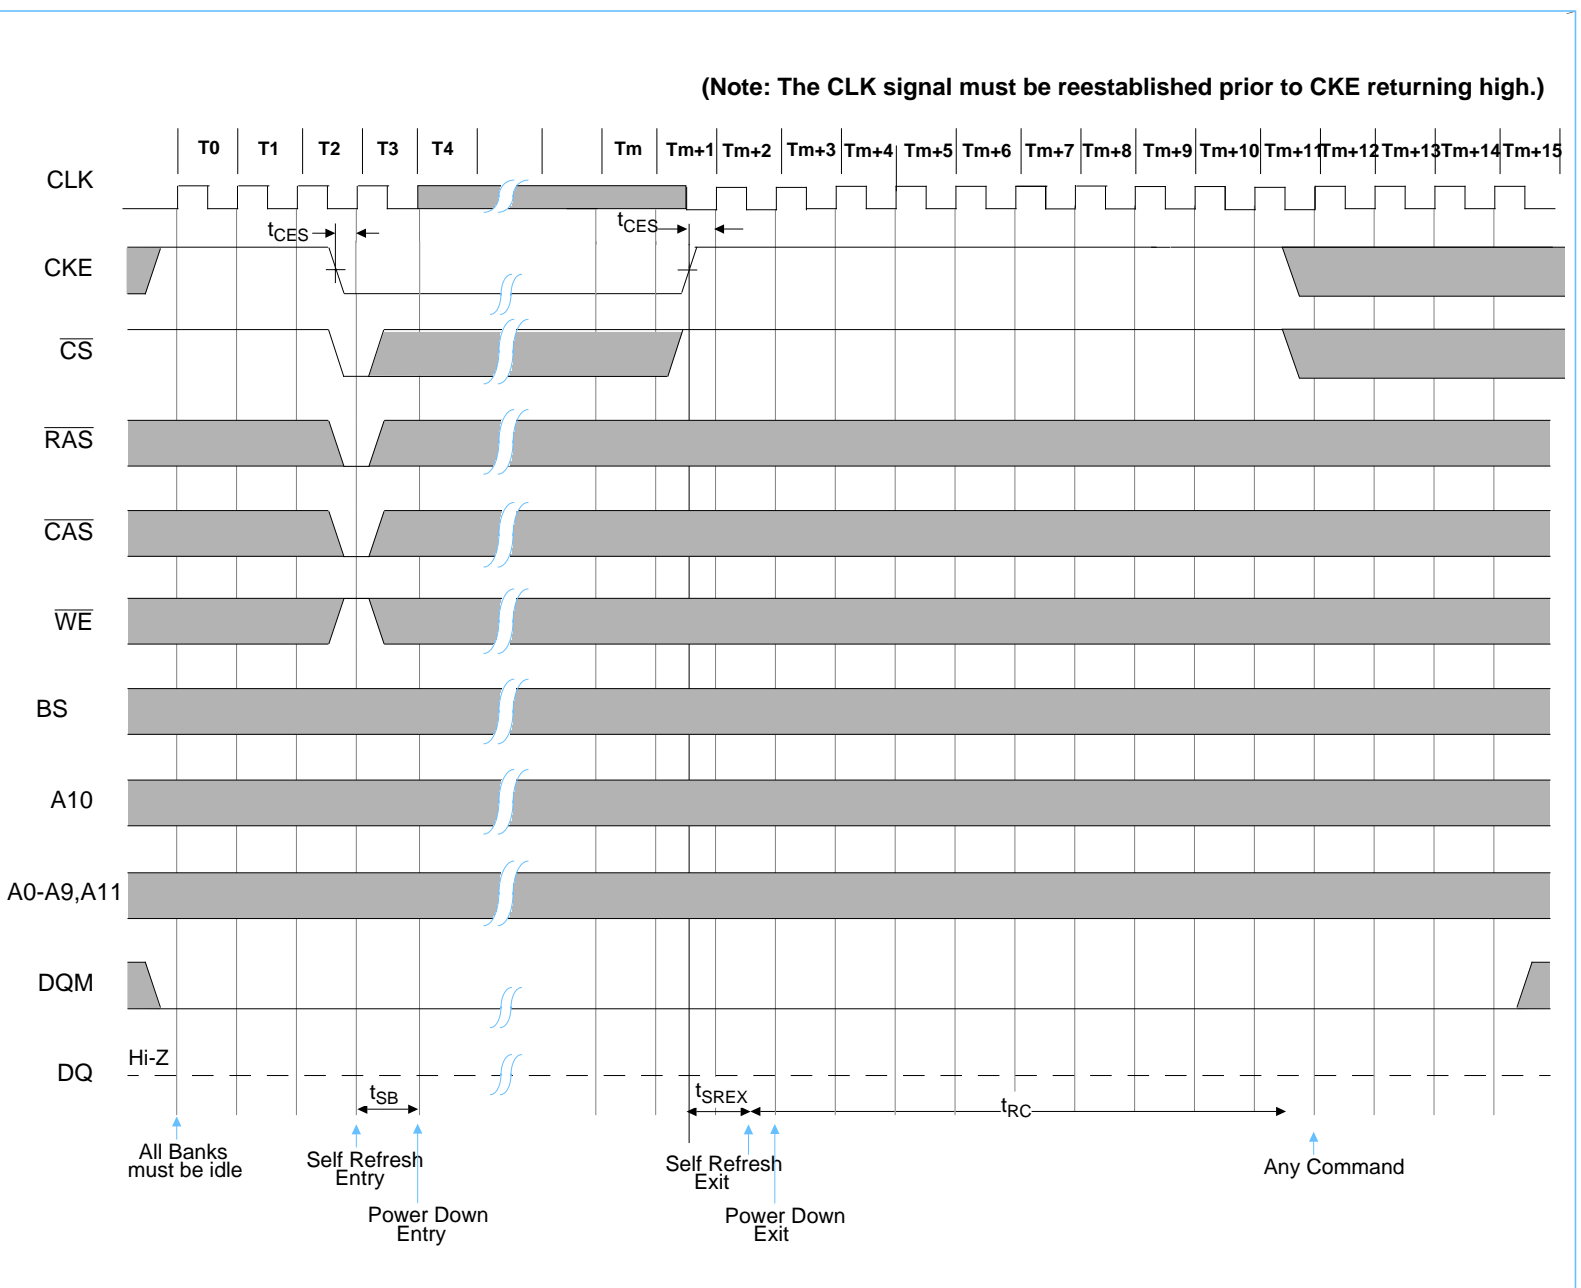 (Note: The CLK signal must be reestablished prior to CKE returning high.)
T0 T1 T2 T3 T4 Tm Tm+1 Tm+2 Tm+3 Tm+4 Tm+5 Tm+6 Tm+7 Tm+8 Tm+9 Tm+10 Tm+11 Tm+12 Tm+13 Tm+14 Tm+15
CLK
tCES tCES
CKE
CS
RAS
CAS
WE
BS
A10
A0-A9,A11
DQM
Hi-Z
DQ
tSB tSREX tRC
All Banks
must be idle
Self Refresh
Entry
Power Down
Entry
Self Refresh
Exit
Power Down
Exit
Any Command